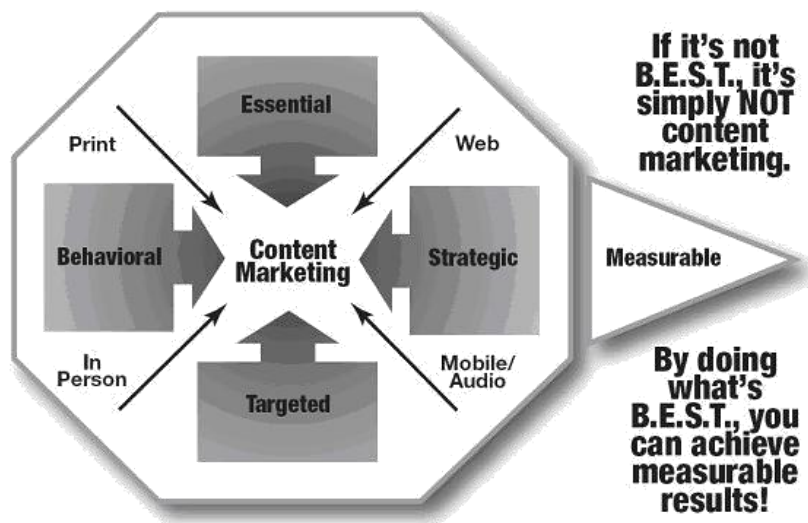 Essential
Print
Web
Behavioral
Content
Marketing
Strategic
In
Person
Mobile/
Audio
Targeted
If it's not
B.E.S.T., it's
simply NOT
content
marketing.
Measurable
By doing
what's
B.E.S.T., you
can achieve
measurable
results!